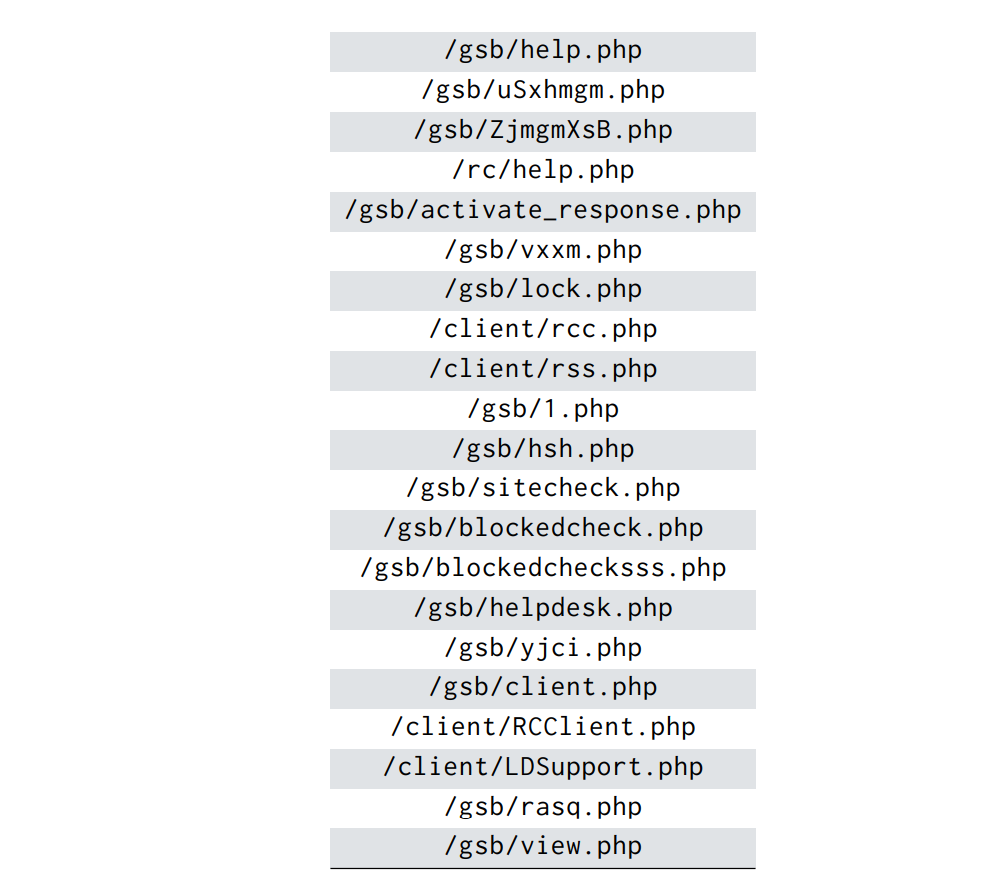 /gsb/help.php
/gsb/uSxhmgm.php
/gsb/ZjmgmXsB.php
/rc/help.php
/gsb/activate_response.php
/gsb/vxxm.php
/gsb/lock.php
/client/rcc.php
/client/rss.php
/gsb/1.php
/gsb/hsh.php
/gsb/sitecheck.php
/gsb/blockedcheck.php
/gsb/blockedchecksss.php
/gsb/helpdesk.php
/gsb/yjci.php
/gsb/client.php
/client/RCClient.php
/client/LDSupport.php
/gsb/rasq.php
/gsb/view.php